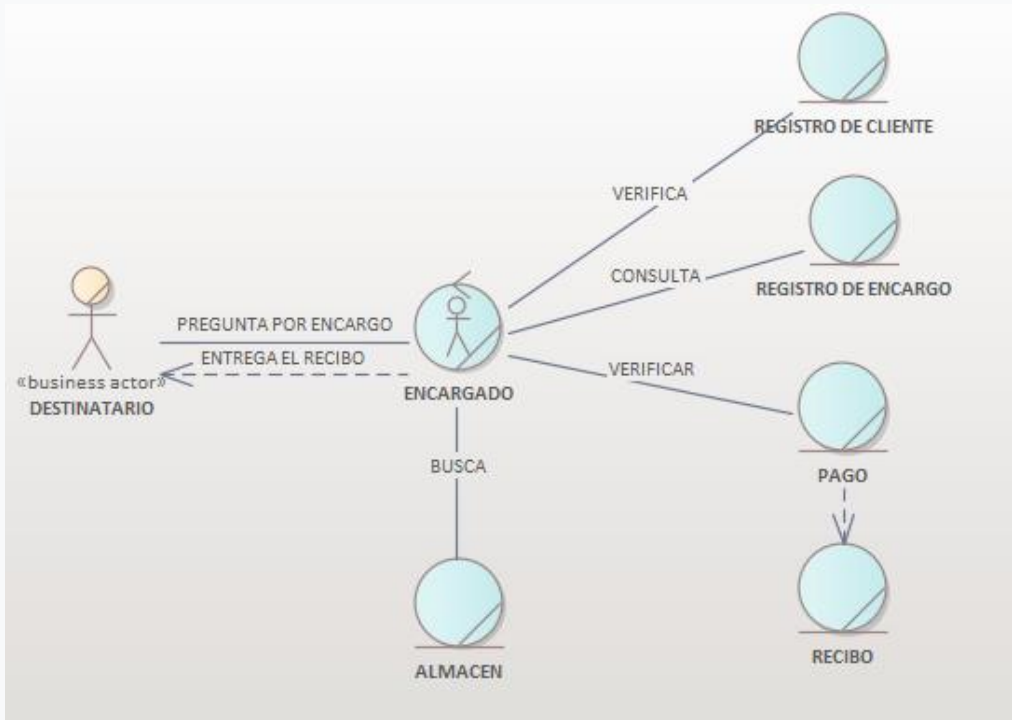 REGISTRO DE CLIENTE
VERIFICA
CONSULTA
REGISTRO DE ENCARGO
PREGUNTA POR ENCARGO
ENTREGA EL RECIBO
«business actor»
DESTINATARIO
ENCARGADO
VERIFICAR
BUSCA
PAGO
ALMACEN
RECIBO